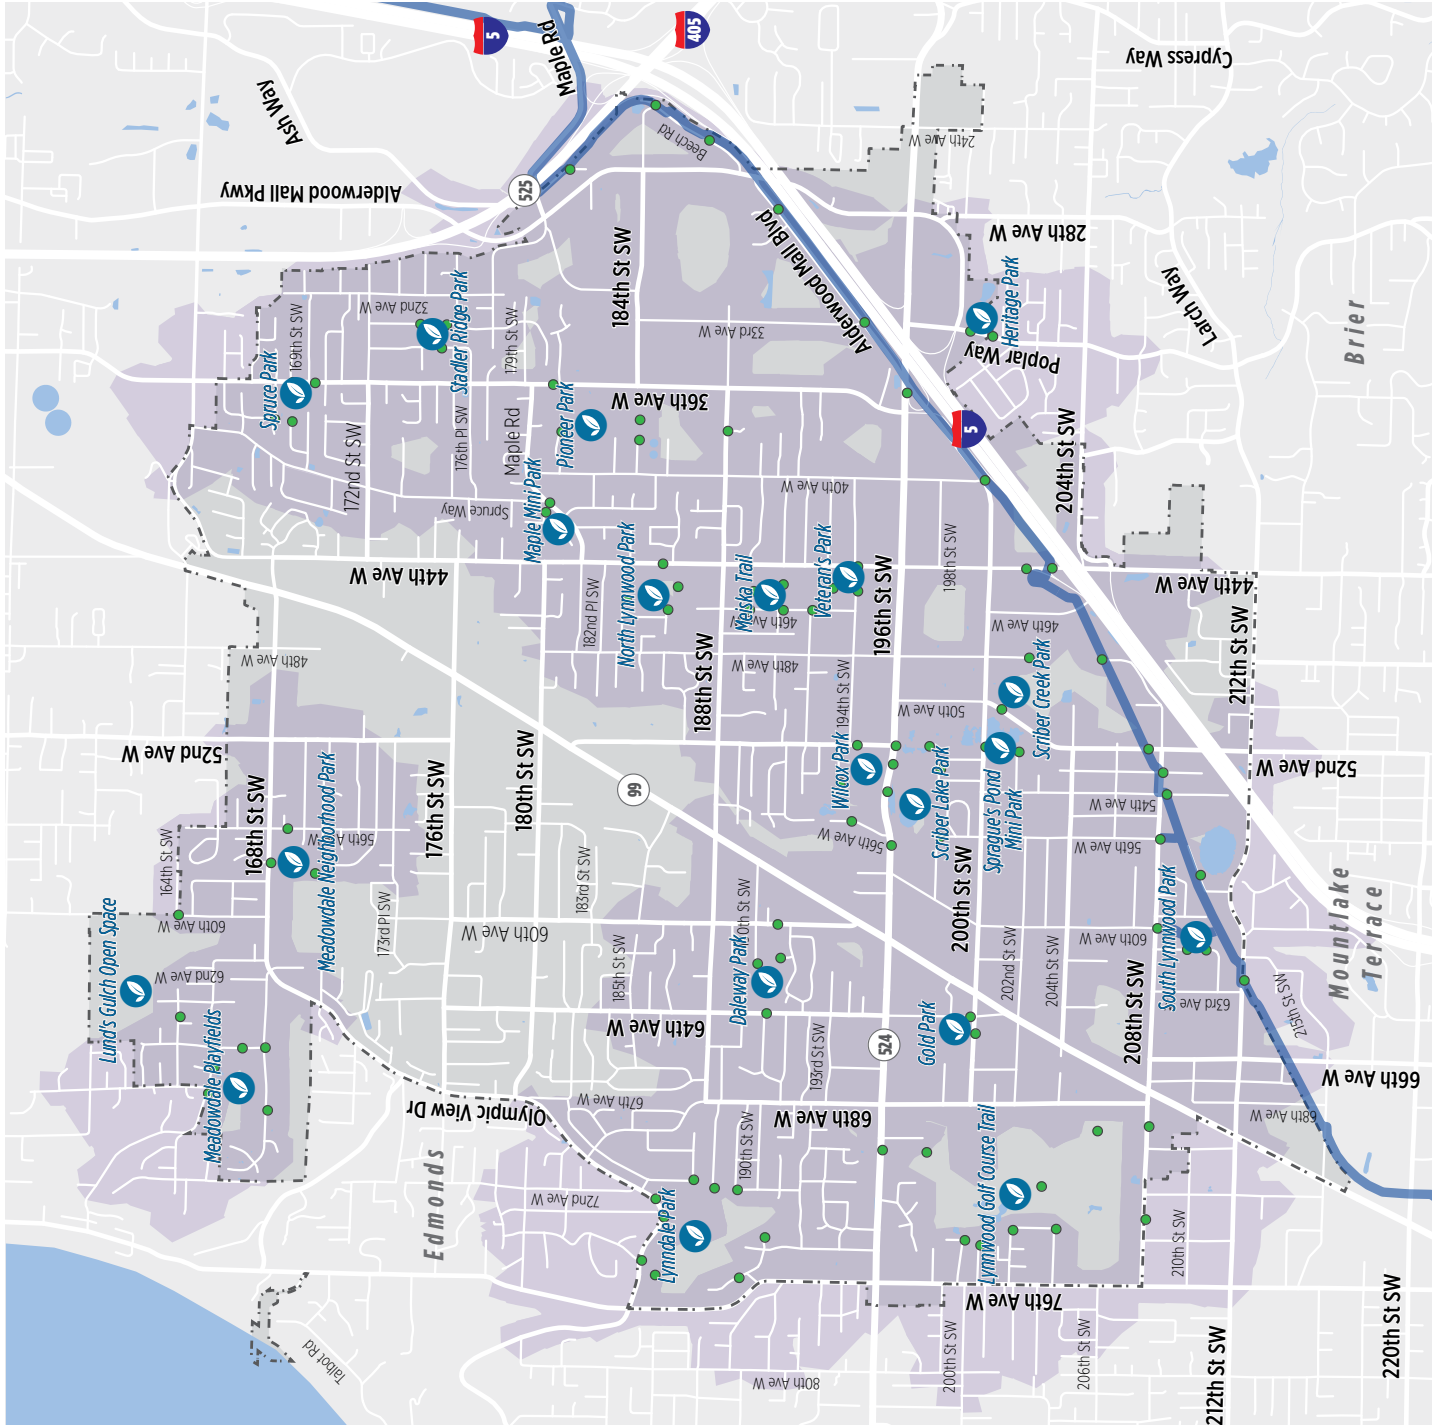 5
405
Maple Rd
Ash Way
Cypress Way
Alderwood Mall Pkwy
525
Beech Rd
24th Ave W
28th Ave W
184th St SW
Alderwood Mall Blvd
Larch Way
Brier
32nd Ave W
Stadler Ridge Park
169th St SW
Spruce Park
179th St SW
33rd Ave W
Heritage Park
Poplar Way
36th Ave W
Pioneer Park
176th Pl SW
Maple Rd
172nd St SW
5
204th St SW
Maple Mini Park
Spruce Way
40th Ave W
44th Ave W
North Lynnwood Park
182nd Pl SW
Meiska Trail
Veteran's Park
196th St SW
198th St SW
44th Ave W
46th Ave W
46th Ave W
212th St SW
48th Ave W
48th Ave W
188th St SW
194th St SW
50th Ave W
Scriber Creek Park
52nd Ave W
52nd Ave W
168th St SW
Meadowdale Neighborhood Park
176th St SW
180th St SW
99
Wilcox Park
Scriber Lake Park
Sprague's Pond
Mini Park
54th Ave W
56th Ave W
56th Ave W
56th Ave W
164th St SW
60th Ave W
173rd Pl SW
183rd St SW
60th Ave W
185th St SW
Daleway Park
200th St SW
60th Ave W
South Lynnwood Park
Mountlake
Terrace
Lund's Gulch Open Space
62nd Ave W
64th Ave W
193rd St SW
Gold Park
202nd St SW
204th St SW
208th St SW
63rd Ave W
215th St SW
524
Meadowdale Playfields
Olympic View Dr
67th Ave W
68th Ave W
66th Ave W
68th Ave W
Edmonds
72nd Ave W
190th St SW
Lynndale Park
Lynnwood Golf Course Trail
210th St SW
76th Ave W
Talbot Rd
80th Ave W
200th St SW
206th St SW
212th St SW
220th St SW